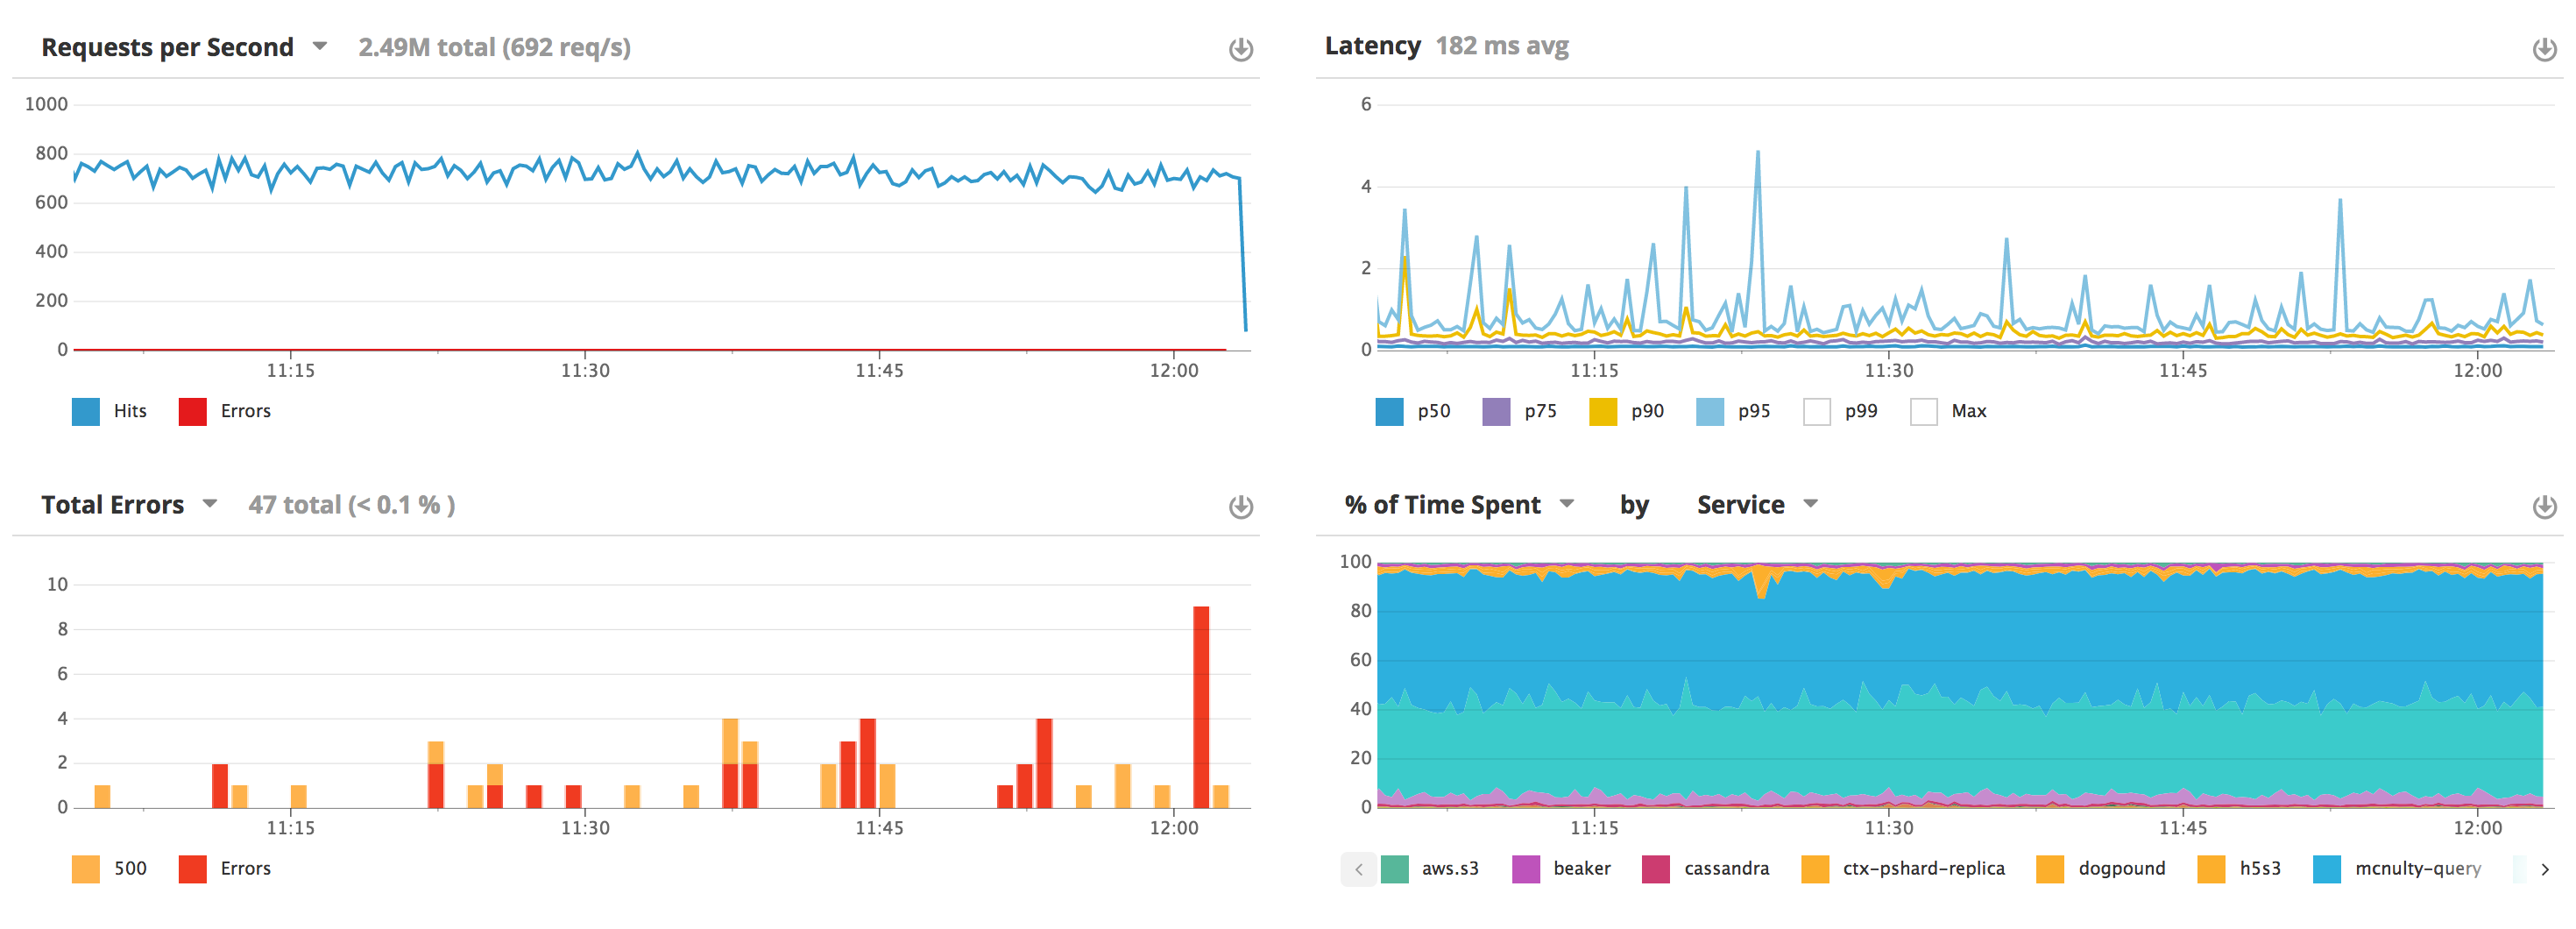 Requests per Second 2.49M total (692 req/s)
1000
800
600
400
200
0
11:15 11:30 11:45 12:00
Hits Errors
Latency 182 ms avg
6
4
2
0
11:15 11:30 11:45 12:00
p50 p75 p90 p95 p99 Max
Total Errors 47 total (< 0.1 % )
10
8
6
4
2
0
11:15 11:30 11:45 12:00
500 Errors
% of Time Spent by Service
100
80
60
40
20
0
11:15 11:30 11:45 12:00
aws.s3 beaker cassandra ctx-pshard-replica dogpound h5s3 mcnulty-query